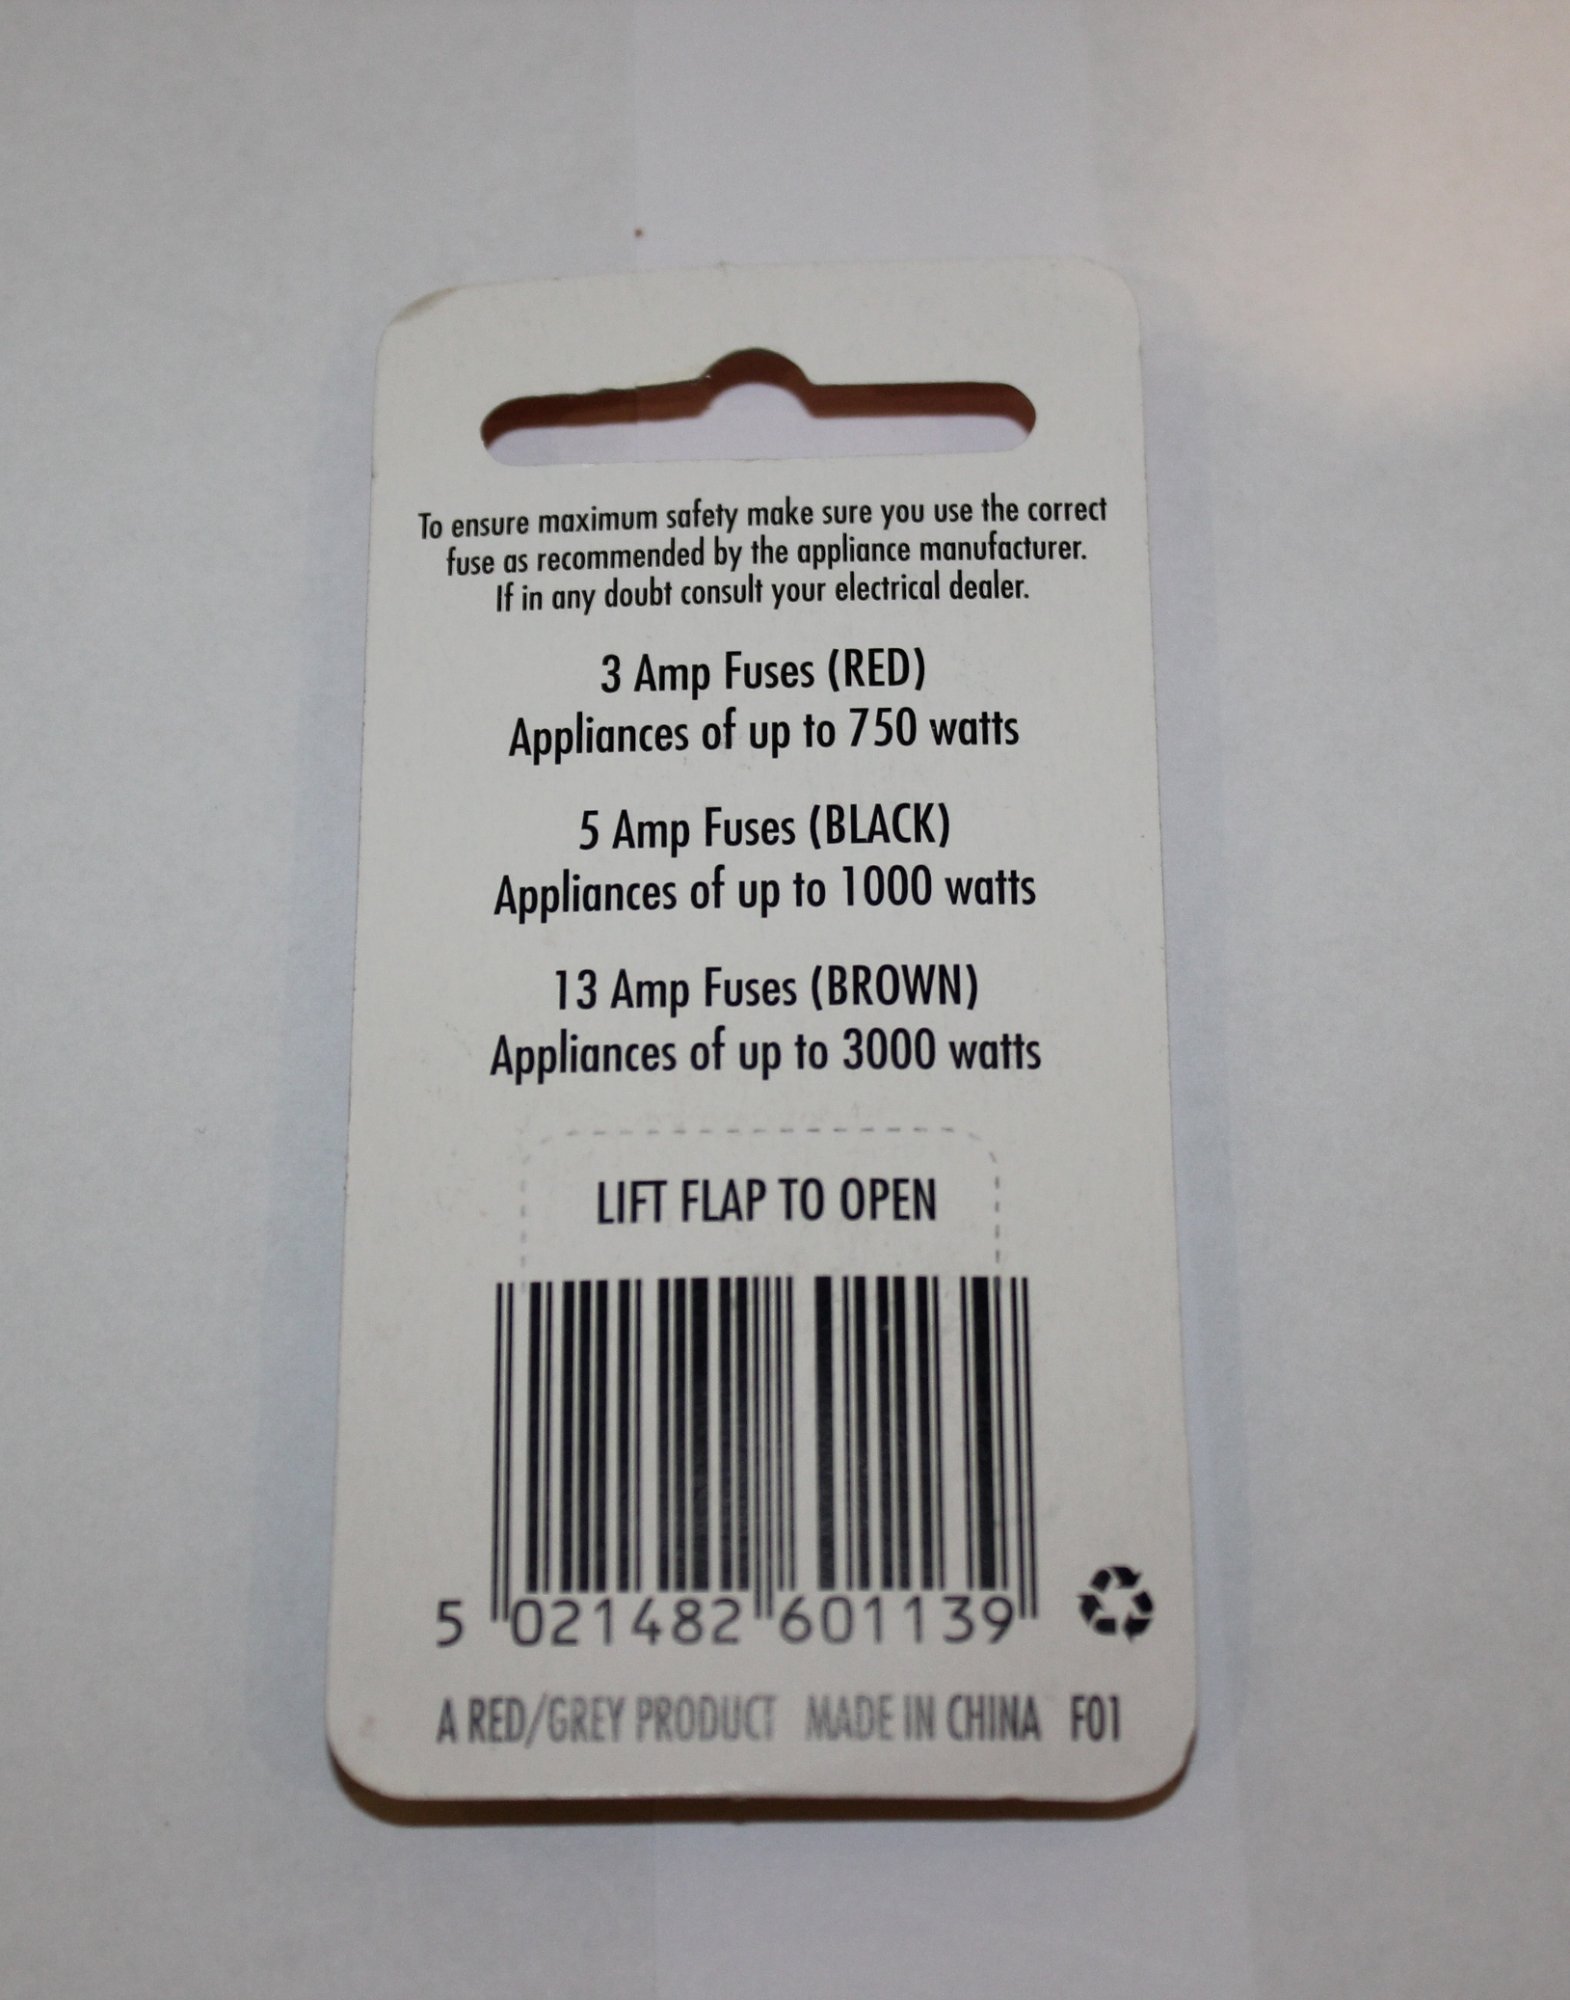 To ensure maximum safety make sure you use the correct
fuse as recommended by the appliance manufacturer.
If in any doubt consult your electrical dealer.
3 Amp Fuses (RED)
Appliances of up to 750 watts
5 Amp Fuses (BLACK)
Appliances of up to 1000 watts
13 Amp Fuses (BROWN)
Appliances of up to 3000 watts
LIFT FLAP TO OPEN
5 021482 601139
A RED/GREY PRODUCT MADE IN CHINA F01